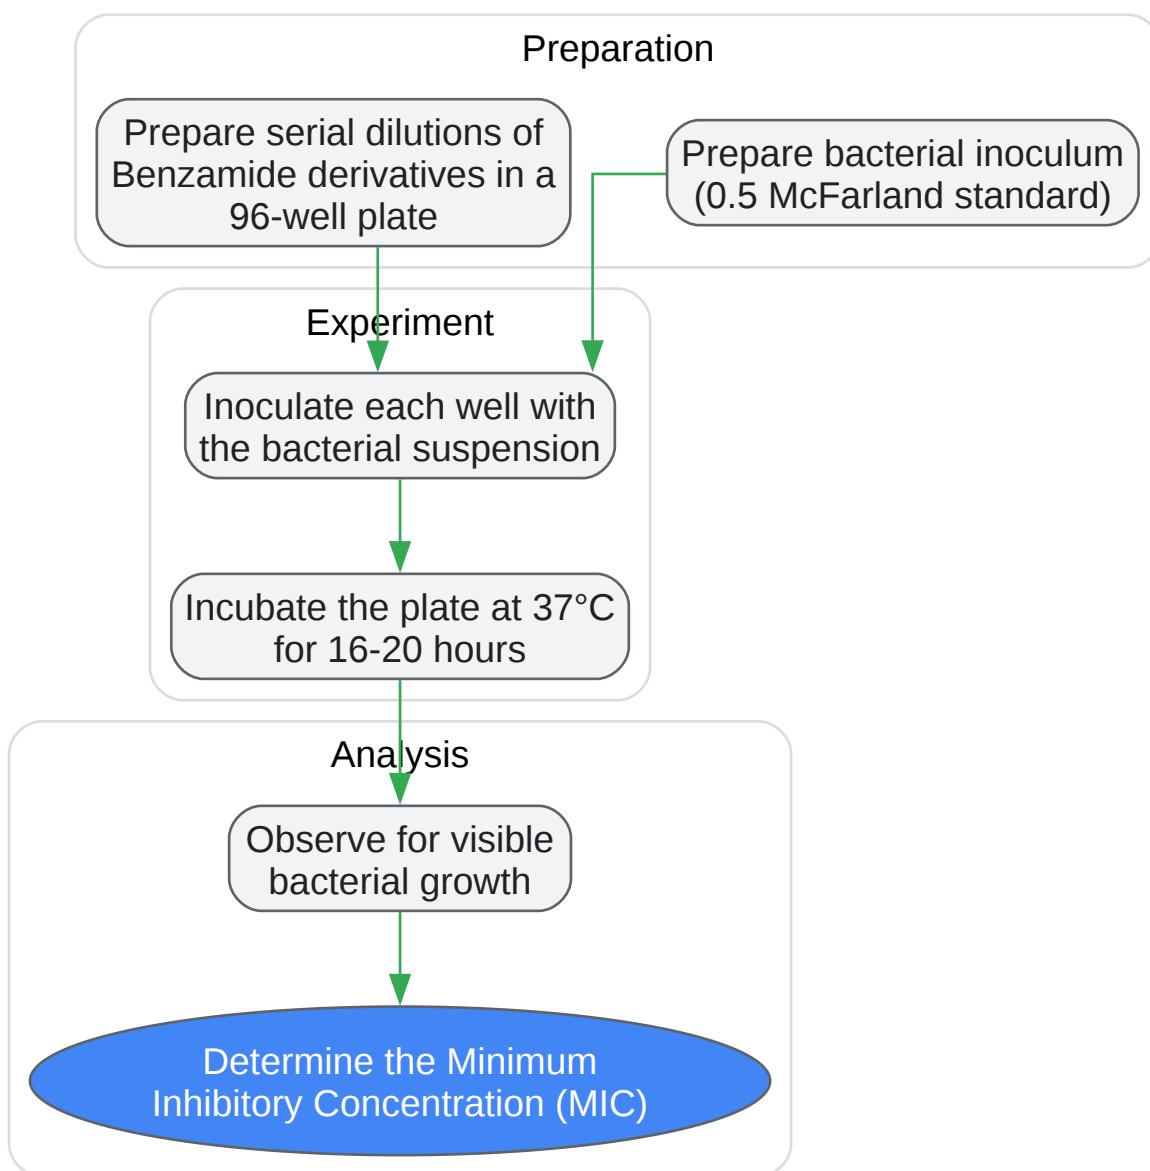 Preparation
Prepare serial dilutions of
Benzamide derivatives in a
96-well plate
Prepare bacterial inoculum
(0.5 McFarland standard)
Experiment
Inoculate each well with
the bacterial suspension
Incubate the plate at 37°C
for 16-20 hours
Analysis
Observe for visible
bacterial growth
Determine the Minimum
Inhibitory Concentration (MIC)